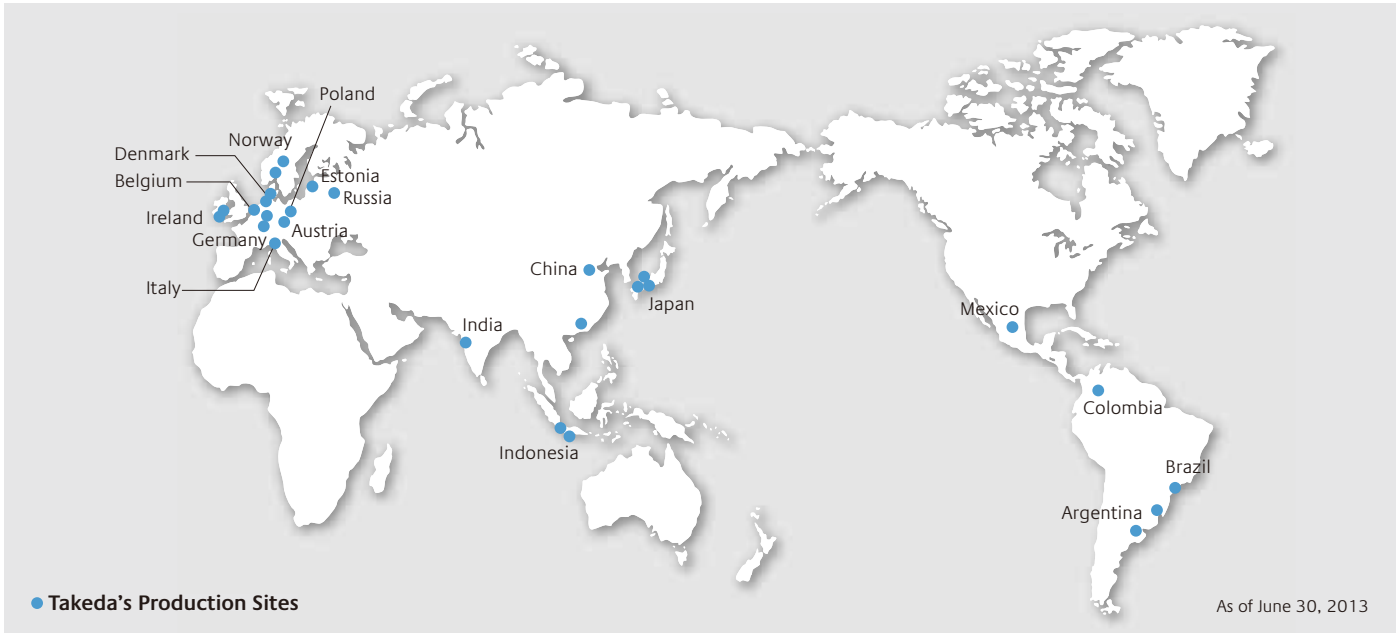 Poland
Norway
Denmark
Estonia
Belgium
Russia
Ireland
Austria
Germany
China
Italy
Japan
Mexico
India
Colombia
Indonesia
Brazil
Argentina
Takeda's Production Sites
As of June 30, 2013